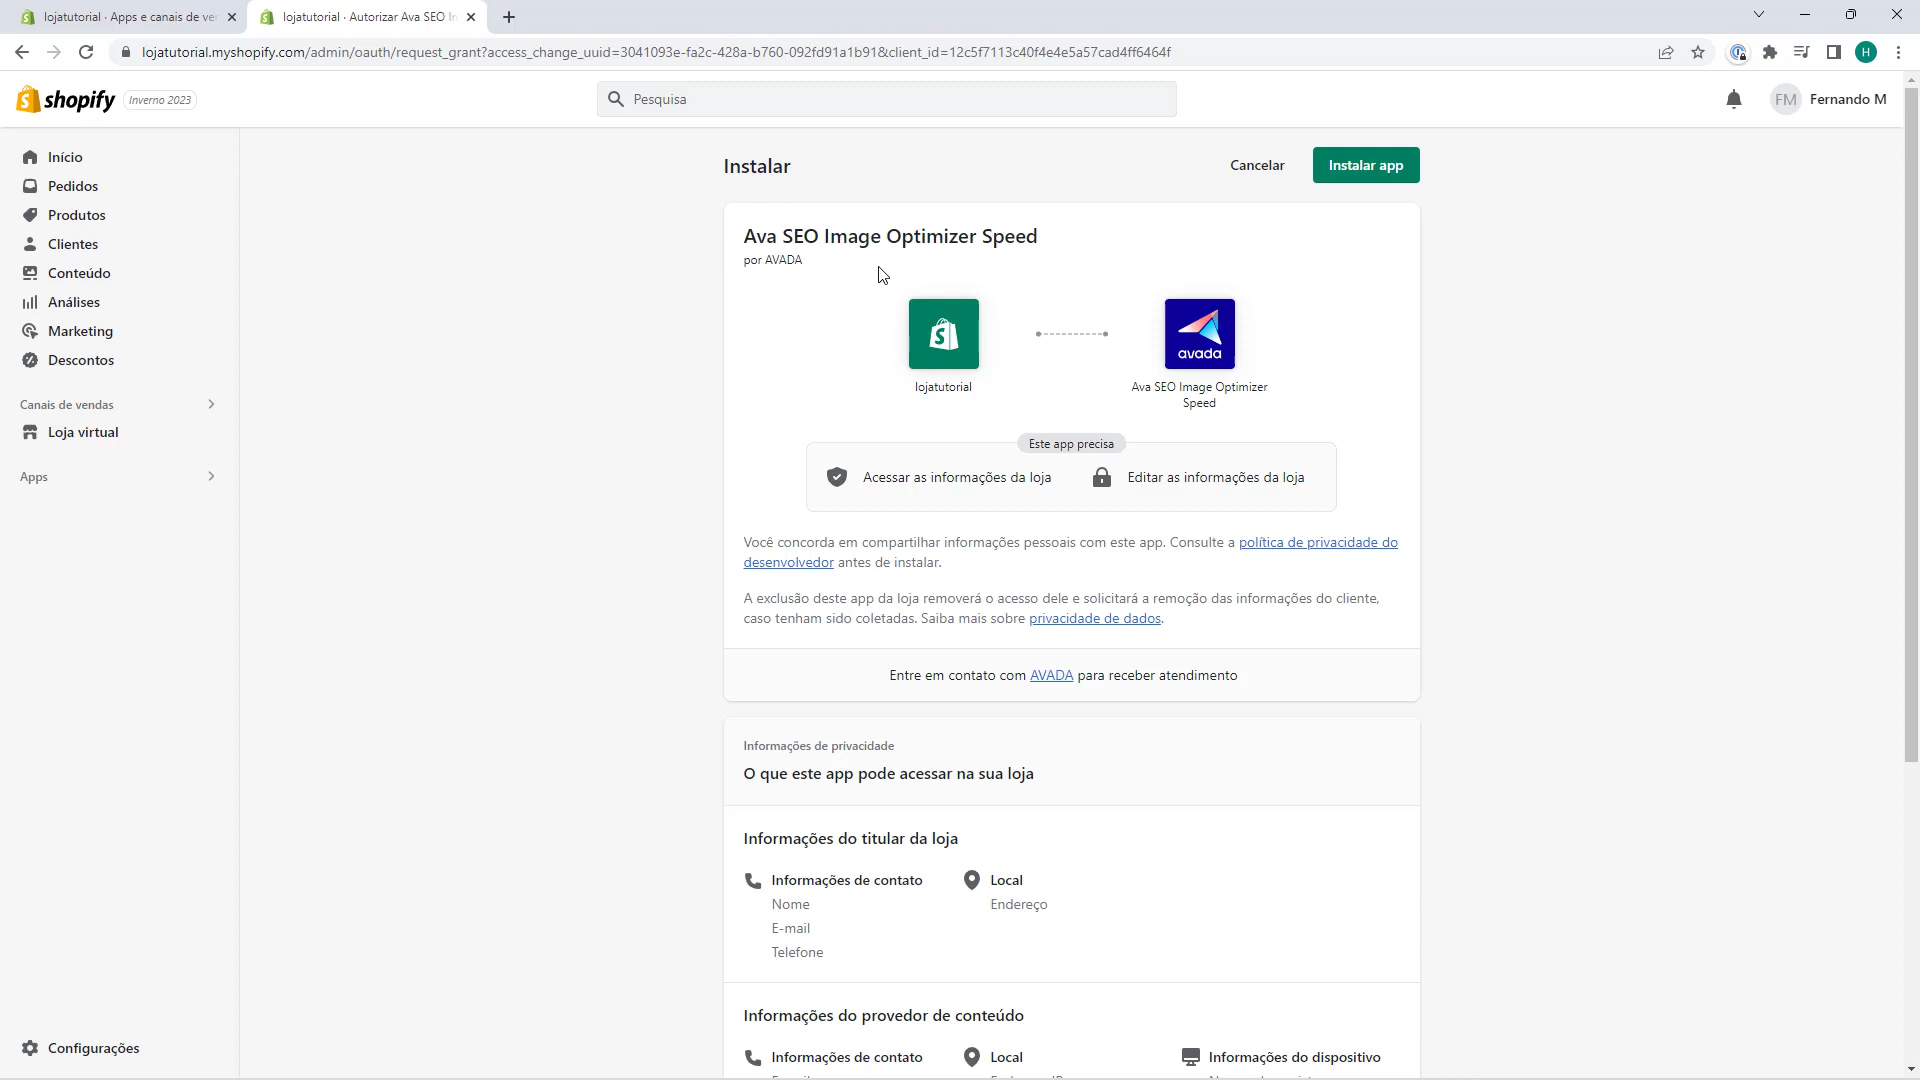 lojatutorial · Apps e canais de ve
lojatutorial · Autorizar Ava SEO I
lojatutorial.myshopify.com/admin/oauth/request_grant?access_change_uuid=3041093e-fa2c-428a-b760-092fd91a1b91&client_id=12c5f7113c40f4e4e5a57cad4ff6464f
H
shopify
Inverno 2023
Pesquisa
FM
Fernando M
Início
Pedidos
Produtos
Clientes
Conteúdo
Análises
Marketing
Descontos
Canais de vendas
Loja virtual
Apps
Configurações
Instalar
Cancelar
Instalar app
Ava SEO Image Optimizer Speed
por AVADA
avada
lojatutorial
Ava SEO Image Optimizer
Speed
Este app precisa
Acessar as informações da loja
Editar as informações da loja
Você concorda em compartilhar informações pessoais com este app. Consulte a política de privacidade do
desenvolvedor antes de instalar.
A exclusão deste app da loja removerá o acesso dele e solicitará a remoção das informações do cliente,
caso tenham sido coletadas. Saiba mais sobre privacidade de dados.
Entre em contato com AVADA para receber atendimento
Informações de privacidade
O que este app pode acessar na sua loja
Informações do titular da loja
Informações de contato
Nome
E-mail
Telefone
Local
Endereço
Informações do provedor de conteúdo
Informações de contato
Local
Informações do dispositivo